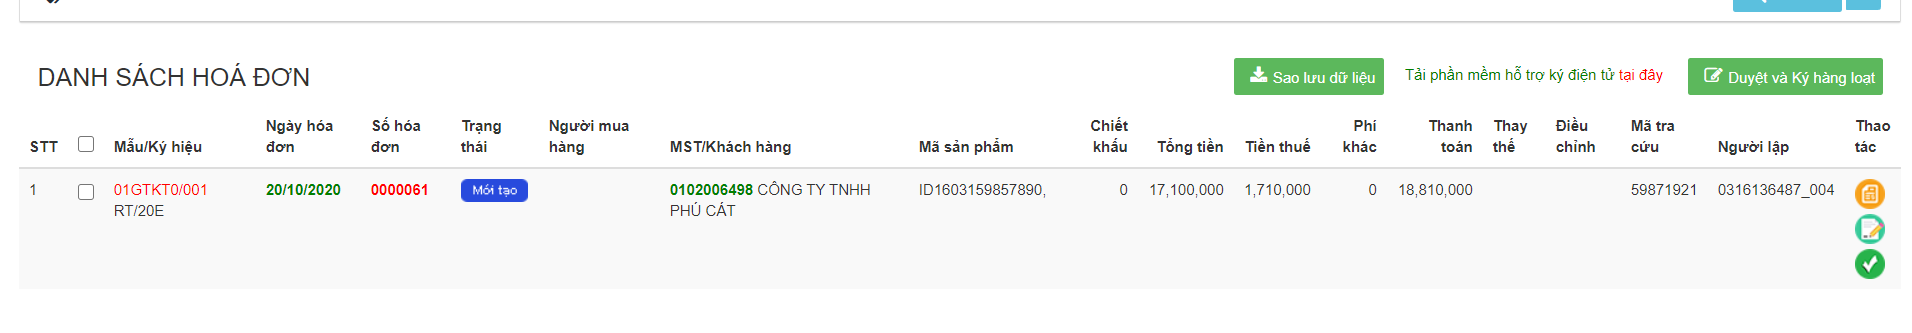 DANH SÁCH HOÁ ĐƠN
Sao lưu dữ liệu
Tải phần mềm hỗ trợ ký điện tử tại đây
Duyệt và Ký hàng loạt
STT Mẫu/Ký hiệu Ngày hóa đơn Số hóa đơn Trạng thái Người mua hàng MST/Khách hàng Mã sản phẩm Chiết khấu Tổng tiền Tiền thuế Phí khác Thanh toán Thay thế Điều chỉnh Mã tra cứu Người lập Thao tác
1 01GTKT0/001 20/10/2020 0000061 Mới tạo 0102006498 CÔNG TY TNHH ID1603159857890, 0 17,100,000 1,710,000 0 18,810,000 59871921 0316136487_004
RT/20E PHÚ CÁT